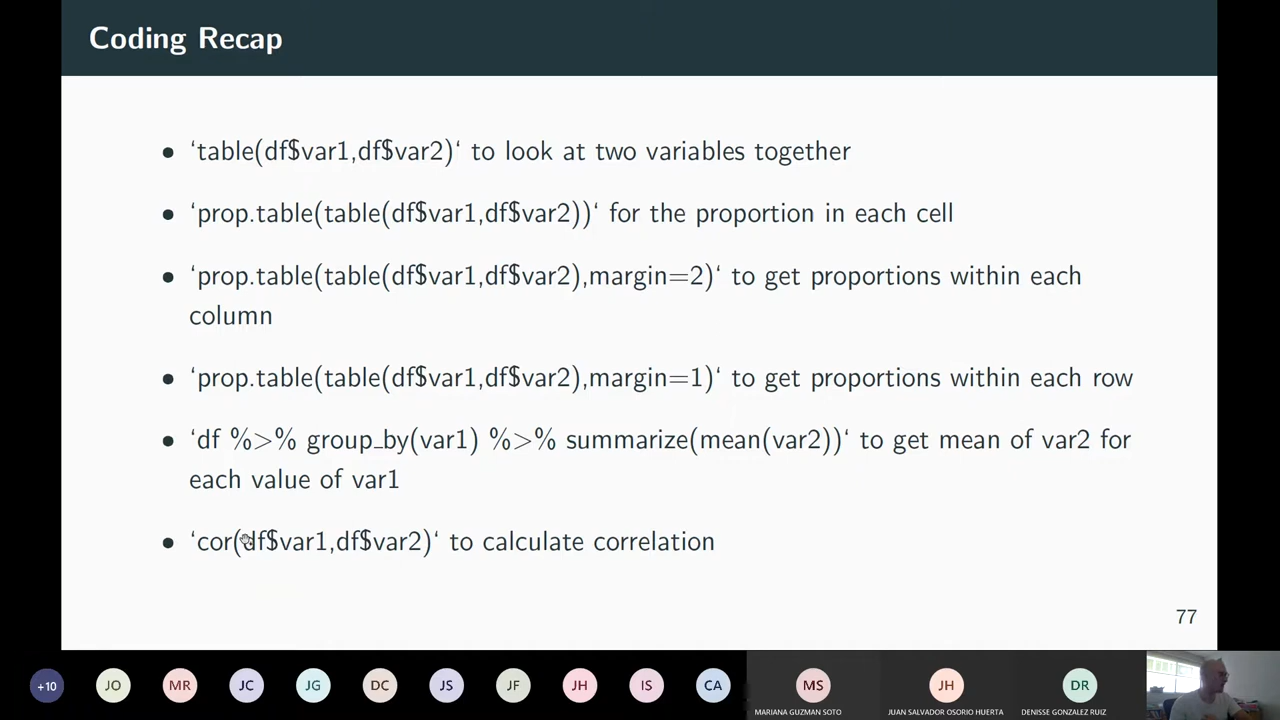 Coding Recap
• ‘table(df$var1,df$var2)‘ to look at two variables together
• ‘prop.table(table(df$var1,df$var2))‘ for the proportion in each cell
• ‘prop.table(table(df$var1,df$var2),margin=2)‘ to get proportions within each
column
• ‘prop.table(table(df$var1,df$var2),margin=1)‘ to get proportions within each row
• ‘df %>% group_by(var1) %>% summarize(mean(var2))‘ to get mean of var2 for
each value of var1
• ‘cor(df$var1,df$var2)‘ to calculate correlation
77
+10 JO MR JC JG DC JS JF JH IS CA MS JH DR
MARIANA GUZMAN SOTO JUAN SALVADOR OSORIO HUERTA DENISSE GONZALEZ RUIZ